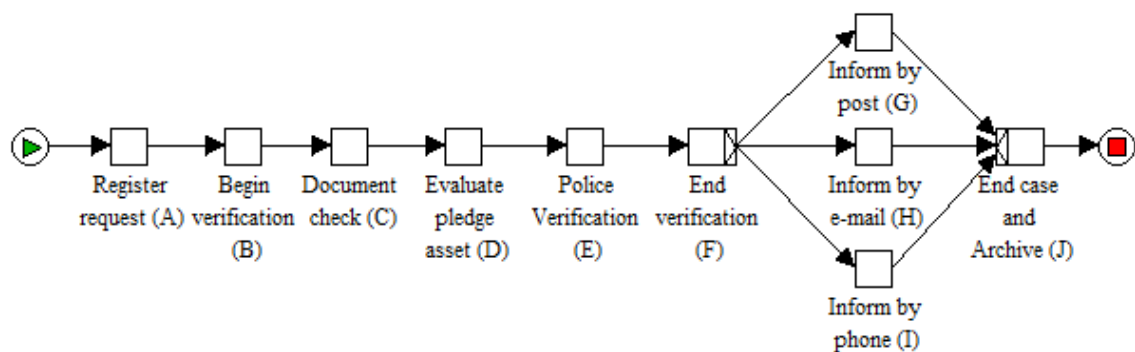 Inform by
post (G)
Register
request (A)
Begin
verification
(B)
Document
check (C)
Evaluate
pledge
asset (D)
Police
Verification
(E)
End
verification
(F)
Inform by
e-mail (H)
End case
and
Archive (J)
Inform by
phone (I)